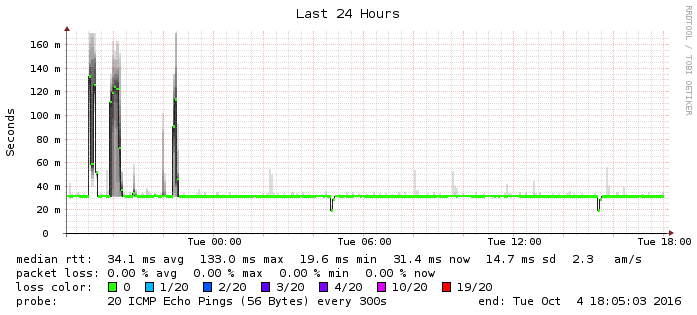 Last 24 Hours
RRDTOOL / TOBI OETIKER
Seconds
160 m
140 m
120 m
100 m
80 m
60 m
40 m
20 m
0
Tue 00:00 Tue 06:00 Tue 12:00 Tue 18:00
median rtt: 34.1 ms avg 133.0 ms max 19.6 ms min 31.4 ms now 14.7 ms sd 2.3 am/s
packet loss: 0.00 % avg 0.00 % max 0.00 % min 0.00 % now
loss color: 0 1/20 2/20 3/20 4/20 10/20 19/20
probe: 20 ICMP Echo Pings (56 Bytes) every 300s end: Tue Oct 4 18:05:03 2016